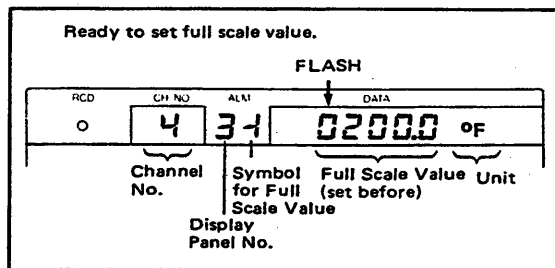 Ready to set full scale value.
FLASH
RCD CH NO ALM DATA
4 3-1 0200.0 °F
Channel No.
Symbol for Full Scale Value
Full Scale Value (set before)
Unit
Display Panel No.